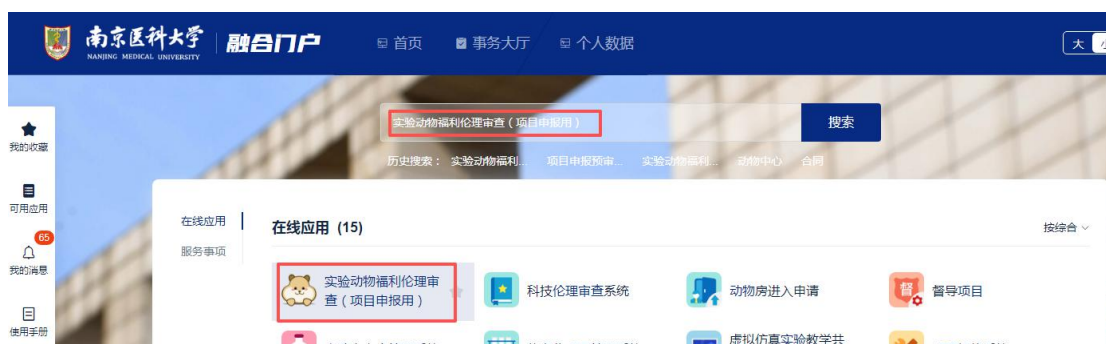 南京医科大学
NANJING MEDICAL UNIVERSITY
融合门户
首页
事务大厅
个人数据
大
我的收藏
可用应用
65
我的消息
使用手册
实验动物福利伦理审查（项目申报用）
搜索
历史搜索： 实验动物福利... 项目申报预审... 实验动物福利... 动物中心 合同
在线应用
服务事项
在线应用 (15)
按综合
实验动物福利伦理审
查（项目申报用）
科技伦理审查系统
动物房进入申请
督
督导项目
虚拟仿真实验教学共